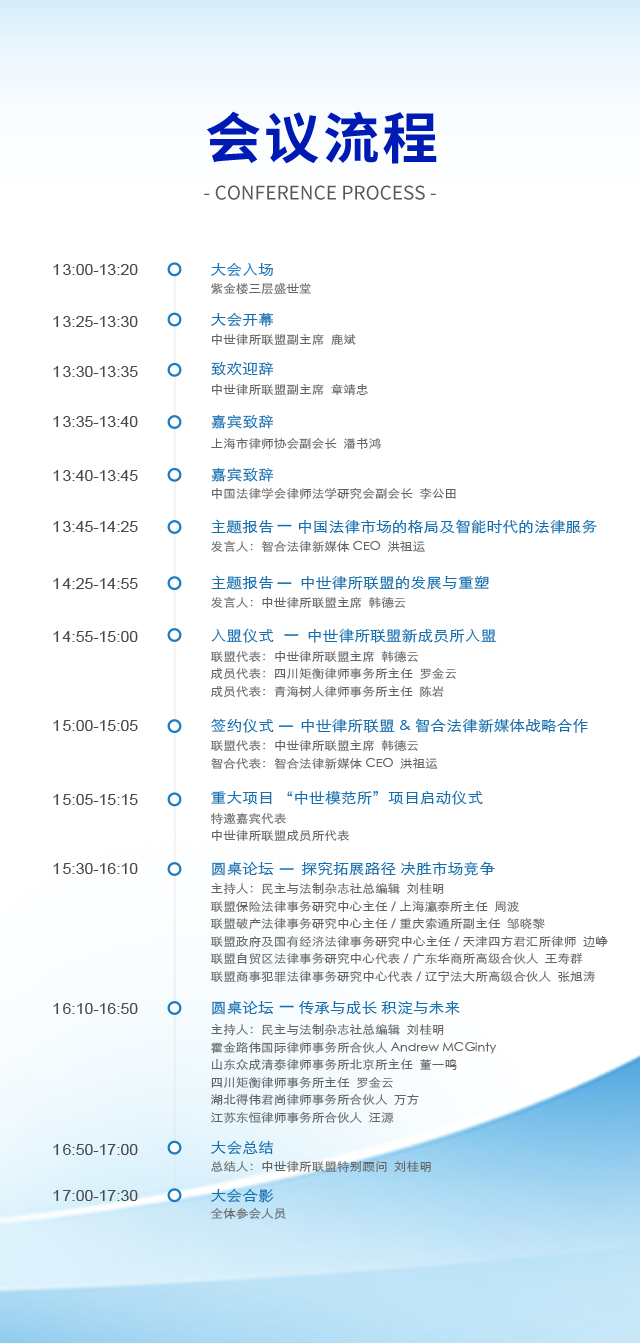 会议流程
- CONFERENCE PROCESS -
13:00-13:20 大会入场
紫金楼三层盛世堂
13:25-13:30 大会开幕
中世律所联盟副主席 鹿斌
13:30-13:35 致欢迎辞
中世律所联盟副主席 章靖忠
13:35-13:40 嘉宾致辞
上海市律师协会副会长 潘书鸿
13:40-13:45 嘉宾致辞
中国法律学会律师法学研究会副会长 李公田
13:45-14:25 主题报告 — 中国法律市场的格局及智能时代的法律服务
发言人：智合法律新媒体 CEO 洪祖运
14:25-14:55 主题报告 — 中世律所联盟的发展与重塑
发言人：中世律所联盟主席 韩德云
14:55-15:00 入盟仪式 — 中世律所联盟新成员所入盟
联盟代表：中世律所联盟主席 韩德云
成员代表：四川矩衡律师事务所主任 罗金云
成员代表：青海树人律师事务所主任 陈岩
15:00-15:05 签约仪式 — 中世律所联盟 & 智合法律新媒体战略合作
联盟代表：中世律所联盟主席 韩德云
智合代表：智合法律新媒体 CEO 洪祖运
15:05-15:15 重大项目 “中世模范所”项目启动仪式
特邀嘉宾代表
中世律所联盟成员所代表
15:30-16:10 圆桌论坛 — 探究拓展路径 决胜市场竞争
主持人：民主与法制杂志社总编辑 刘桂明
联盟保险法律事务研究中心主任 / 上海瀛泰所主任 周波
联盟破产法律事务研究中心主任 / 重庆索通所副主任 邹晓黎
联盟政府及国有经济法律事务研究中心主任 / 天津四方君汇所律师 边峥
联盟自贸区法律事务研究中心代表 / 广东华商所高级合伙人 王寿群
联盟商事犯罪法律事务研究中心代表 / 辽宁法大所高级合伙人 张旭涛
16:10-16:50 圆桌论坛 — 传承与成长 积淀与未来
主持人：民主与法制杂志社总编辑 刘桂明
霍金路伟国际律师事务所合伙人 Andrew MCGinty
山东众成清泰律师事务所北京所主任 董一鸣
四川矩衡律师事务所主任 罗金云
湖北得伟君尚律师事务所合伙人 万方
江苏东恒律师事务所合伙人 汪源
16:50-17:00 大会总结
总结人：中世律所联盟特别顾问 刘桂明
17:00-17:30 大会合影
全体参会人员